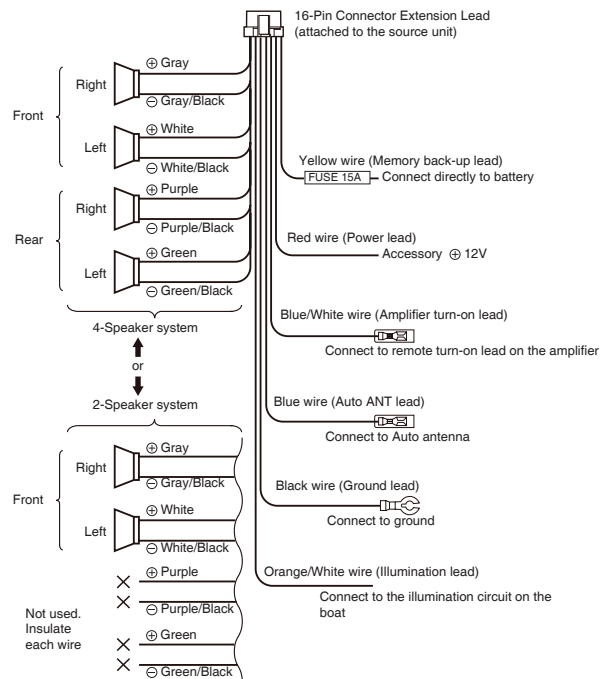 16-Pin Connector Extension Lead
(attached to the source unit)
⊕ Gray
Right
⊖ Gray/Black
Front
⊕ White
Left
⊖ White/Black
⊕ Purple
Right
⊖ Purple/Black
Rear
⊕ Green
Left
⊖ Green/Black
4-Speaker system
or
2-Speaker system
⊕ Gray
Right
⊖ Gray/Black
Front
⊕ White
Left
⊖ White/Black
⊕ Purple
⊖ Purple/Black
Not used.
Insulate
each wire
⊕ Green
⊖ Green/Black
Yellow wire (Memory back-up lead)
FUSE 15A Connect directly to battery
Red wire (Power lead)
Accessory ⊕ 12V
Blue/White wire (Amplifier turn-on lead)
Connect to remote turn-on lead on the amplifier
Blue wire (Auto ANT lead)
Connect to Auto antenna
Black wire (Ground lead)
Connect to ground
Orange/White wire (Illumination lead)
Connect to the illumination circuit on the
boat